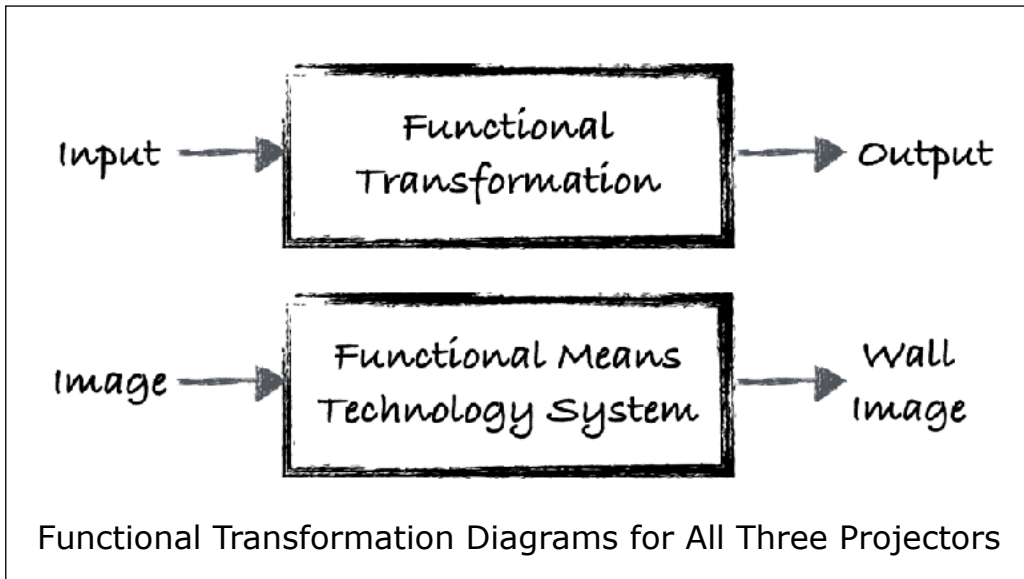 Input
Functional
Transformation
Output
Image
Functional Means
Technology System
Wall
Image
Functional Transformation Diagrams for All Three Projectors